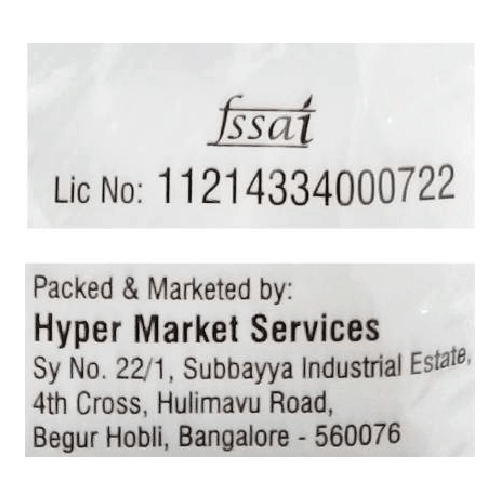 fssai
Lic No: 11214334000722
Packed & Marketed by:
Hyper Market Services
Sy No. 22/1, Subbayya Industrial Estate,
4th Cross, Hulimavu Road,
Begur Hobli, Bangalore - 560076